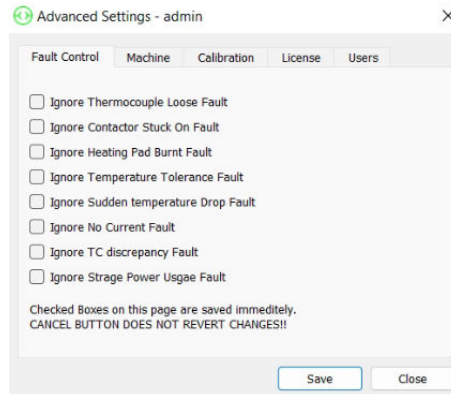 Advanced Settings - admin
Fault Control Machine Calibration License Users
Ignore Thermocouple Loose Fault
Ignore Contactor Stuck On Fault
Ignore Heating Pad Burnt Fault
Ignore Temperature Tolerance Fault
Ignore Sudden temperature Drop Fault
Ignore No Current Fault
Ignore TC discrepancy Fault
Ignore Strage Power Usgae Fault
Checked Boxes on this page are saved immeditely.
CANCEL BUTTON DOES NOT REVERT CHANGES!!
Save Close